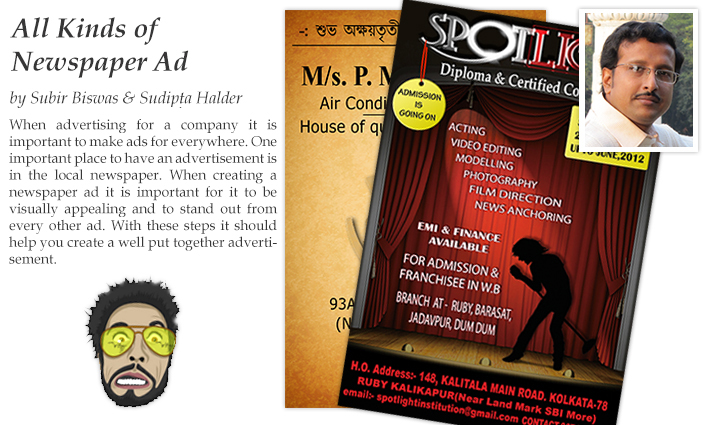 All Kinds of
Newspaper Ad
by Subir Biswas & Sudipta Halder
When advertising for a company it is
important to make ads for everywhere. One
important place to have an advertisement is
in the local newspaper. When creating a
newspaper ad it is important for it to be
visually appealing and to stand out from
every other ad. With these steps it should
help you create a well put together adverti-
sement.
-: শুভ অক্ষয়তৃতী
M/s. P.
Air Condi
House of qu
93A
(N
SPOTLIG
Diploma & Certified Co
ADMISSION
IS
GOING ON
UPTO JUNE,2012
ACTING
VIDEO EDITING
MODELLING
PHOTOGRAPHY
FILM DIRECTION
NEWS ANCHORING
EMI & FINANCE
AVAILABLE
FOR ADMISSION &
FRANCHISEE IN W.B
BRANCH AT - RUBY, BARASAT,
JADAVPUR, DUM DUM
H.O. Address:- 148, KALITALA MAIN ROAD. KOLKATA-78
RUBY KALIKAPUR(Near Land Mark SBI More)
email:- spotlightinstitution@gmail.com